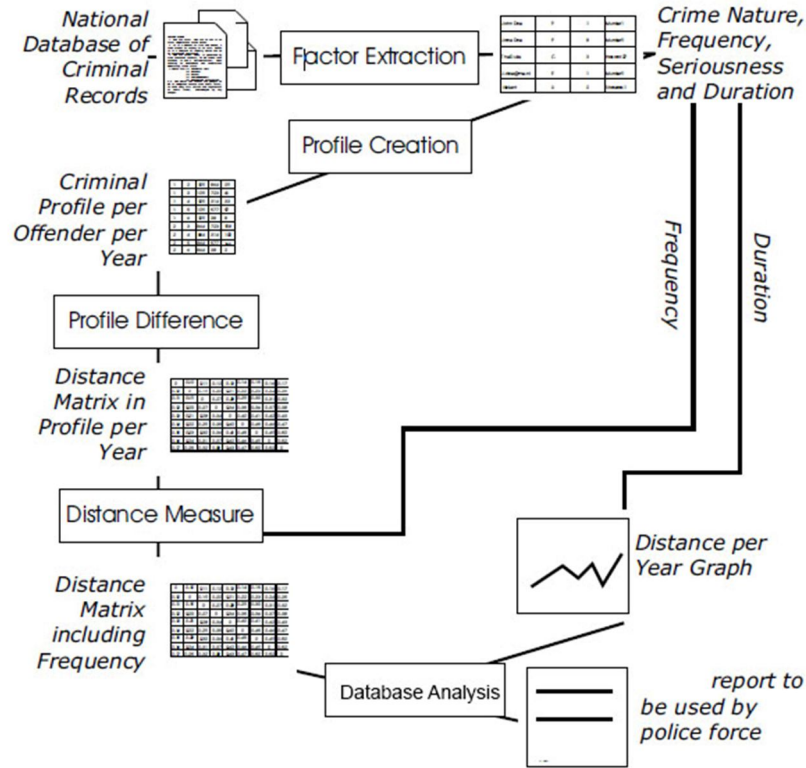 National
Database of
Criminal
Records
Factor Extraction
Crime Nature,
Frequency,
Seriousness
and Duration
Profile Creation
Criminal
Profile per
Offender per
Year
Frequency
Duration
Profile Difference
Distance
Matrix in
Profile per
Year
Distance Measure
Distance per
Year Graph
Distance
Matrix
including
Frequency
Database Analysis
report to
be used by
police force